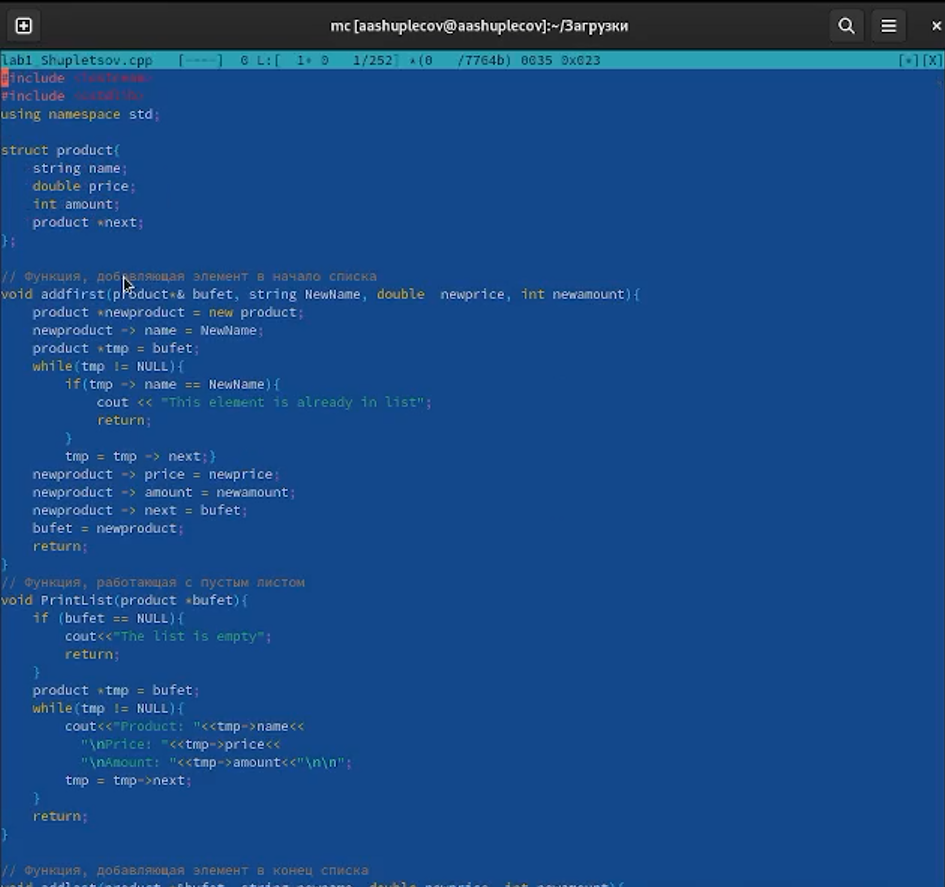 mc [aashuplecov@aashuplecov]:~/Загрузки
lab1_Shupletsov.cpp [----] 0 L:[ 1+ 0 1/252] *(0 /7764b) 0035 0x023 [*][X]
#include
#include
using namespace std;
struct product{
string name;
double price;
int amount;
product *next;
};
// Функция, добавляющая элемент в начало списка
void addfirst(product*& bufet, string NewName, double newprice, int newamount){
product *newproduct = new product;
newproduct -> name = NewName;
product *tmp = bufet;
while(tmp != NULL){
if(tmp -> name == NewName){
cout << "This element is already in list";
return;
}
tmp = tmp -> next;}
newproduct -> price = newprice;
newproduct -> amount = newamount;
newproduct -> next = bufet;
bufet = newproduct;
return;
}
// Функция, работающая с пустым листом
void PrintList(product *bufet){
if (bufet == NULL){
cout<<"The list is empty";
return;
}
product *tmp = bufet;
while(tmp != NULL){
cout<<"Product: "<<tmp->name<<
"\nPrice: "<<tmp->price<<
"\nAmount: "<<tmp->amount<<"\n\n";
tmp = tmp->next;
}
return;
}
// Функция, добавляющая элемент в конец списка